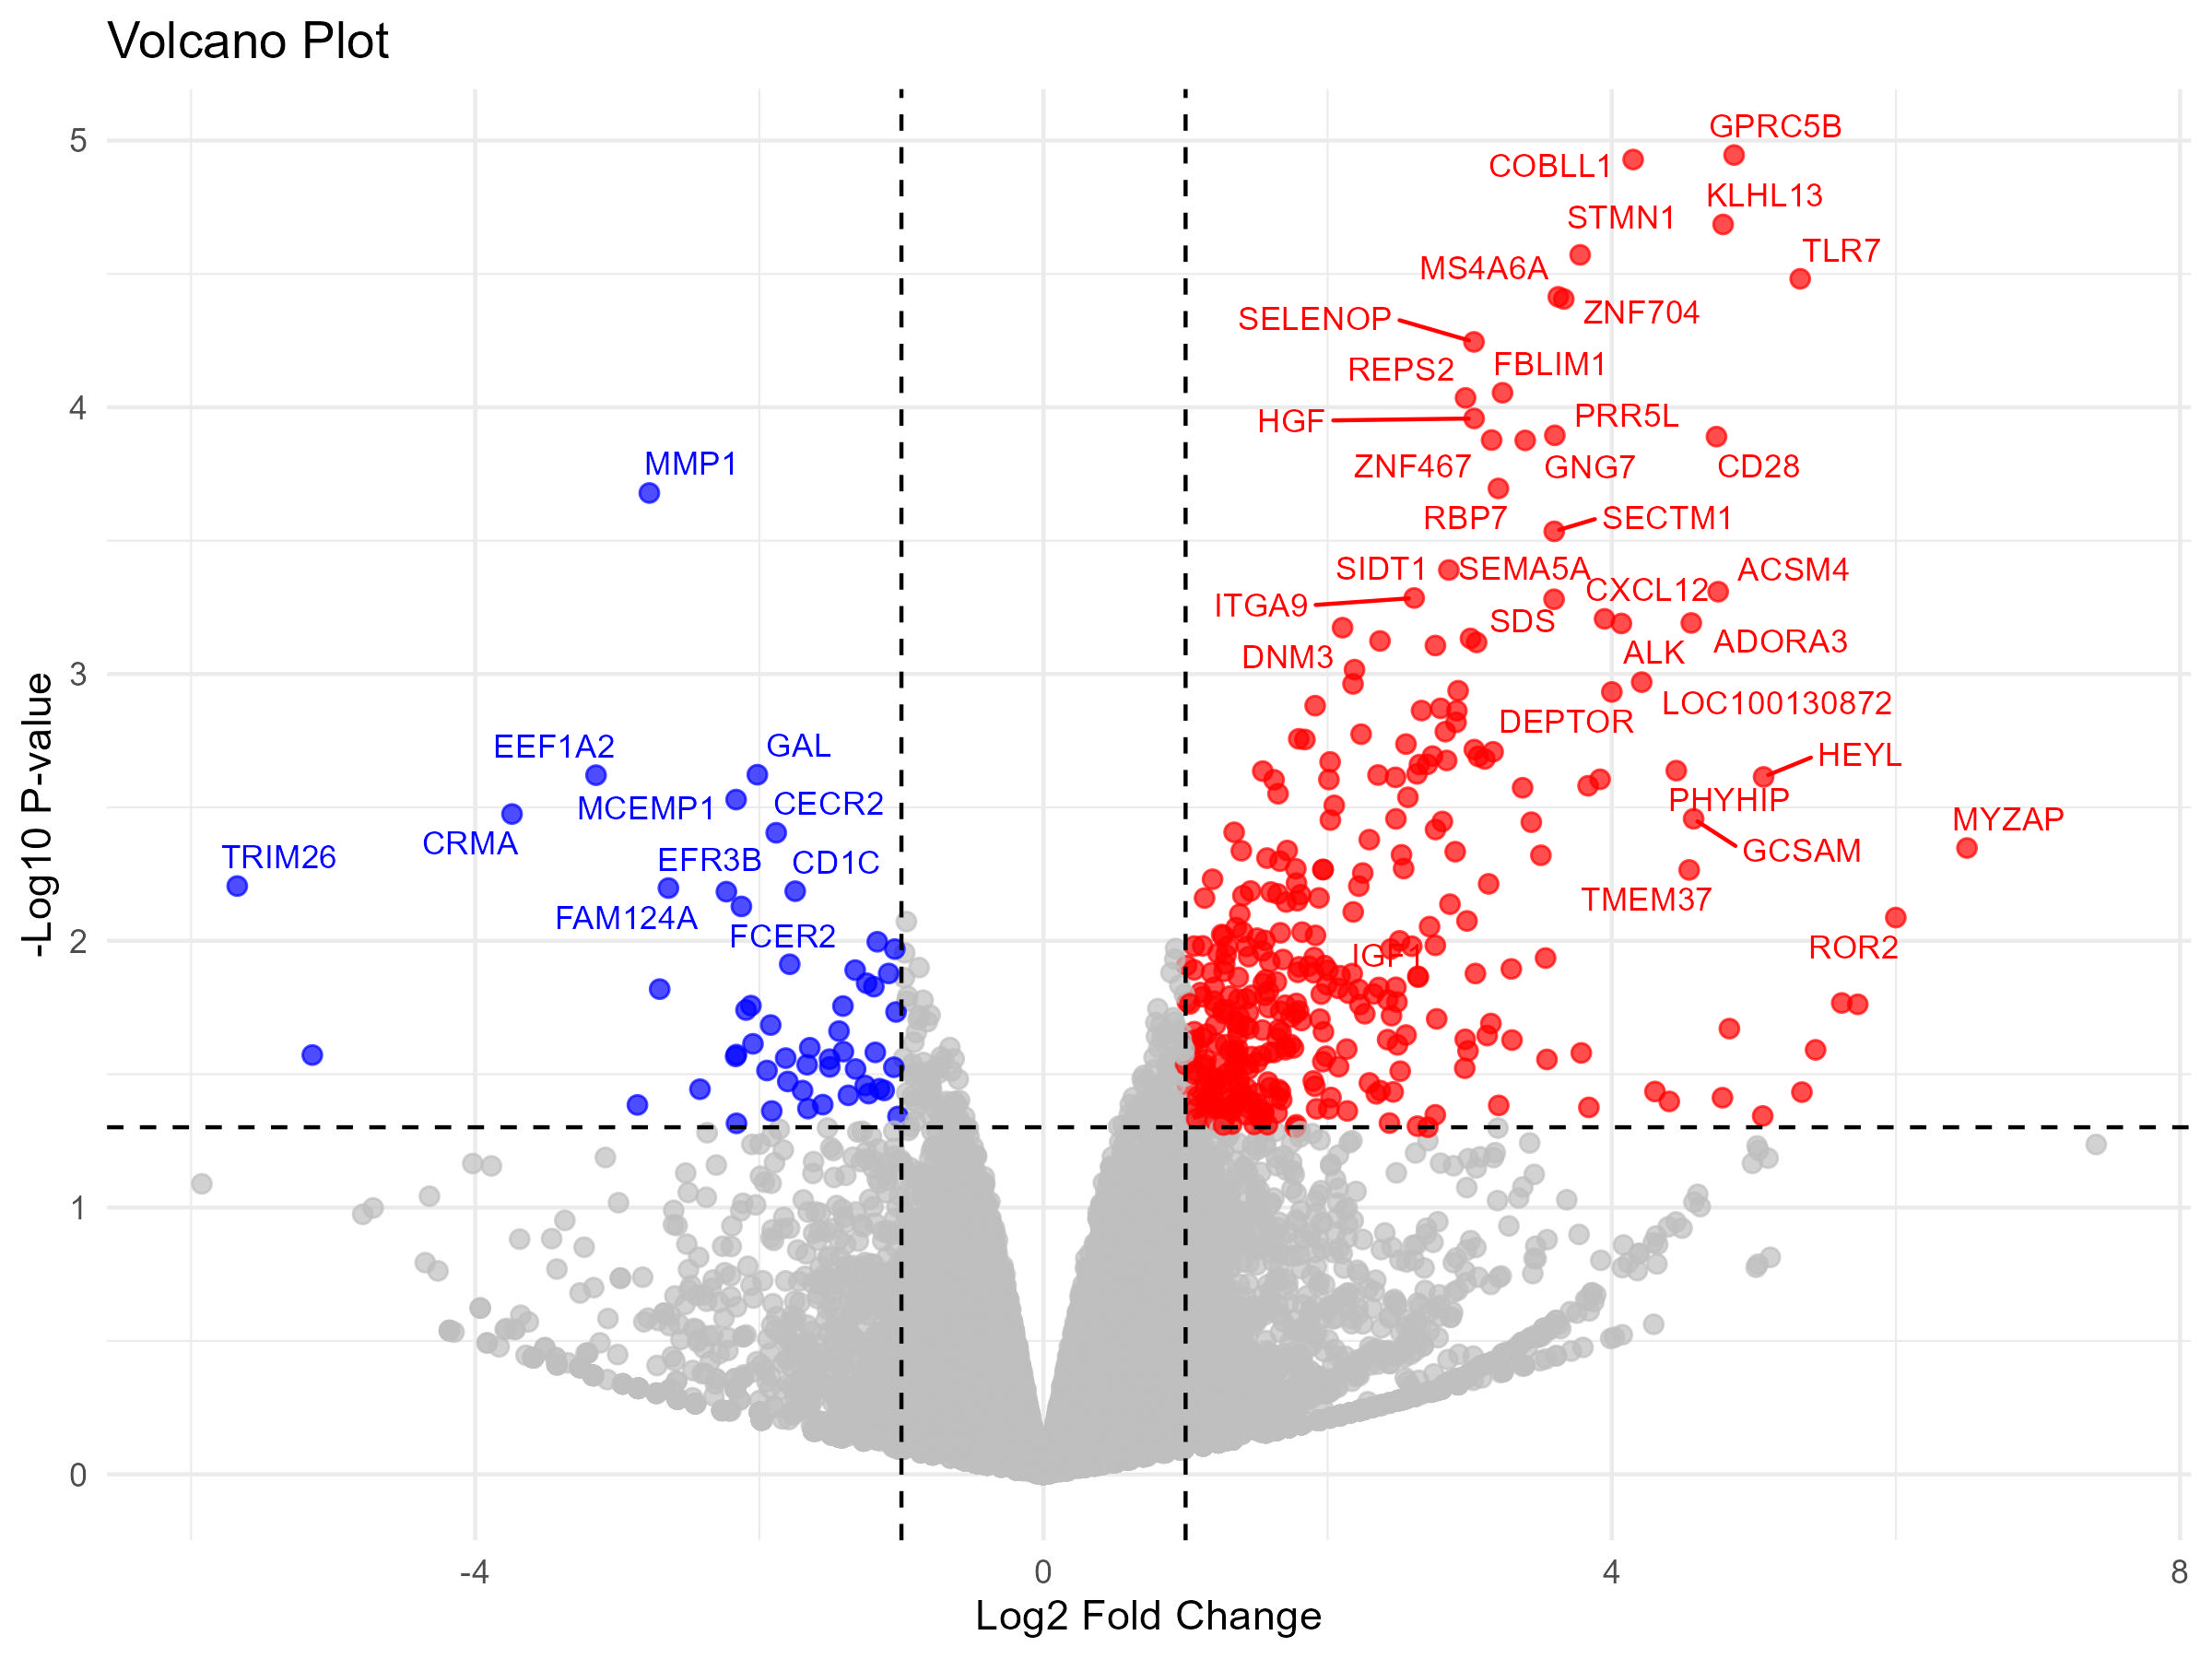 Volcano Plot
GPRC5B
COBLL1
KLHL13
STMN1
TLR7
MS4A6A
ZNF704
SELENOP
FBLIM1
REPS2
PRR5L
HGF
MMP1
ZNF467
GNG7
CD28
RBP7
SECTM1
SIDT1
SEMA5A
ACSM4
CXCL12
ITGA9
SDS
ADORA3
DNM3
ALK
LOC100130872
DEPTOR
EEF1A2
GAL
HEYL
MCEMP1
CECR2
PHYHIP
MYZAP
CRMA
GCSAM
TRIM26
EFR3B
CD1C
TMEM37
FAM124A
FCER2
ROR2
IGF1
5
4
3
2
1
0
-Log10 P-value
-4
0
4
8
Log2 Fold Change